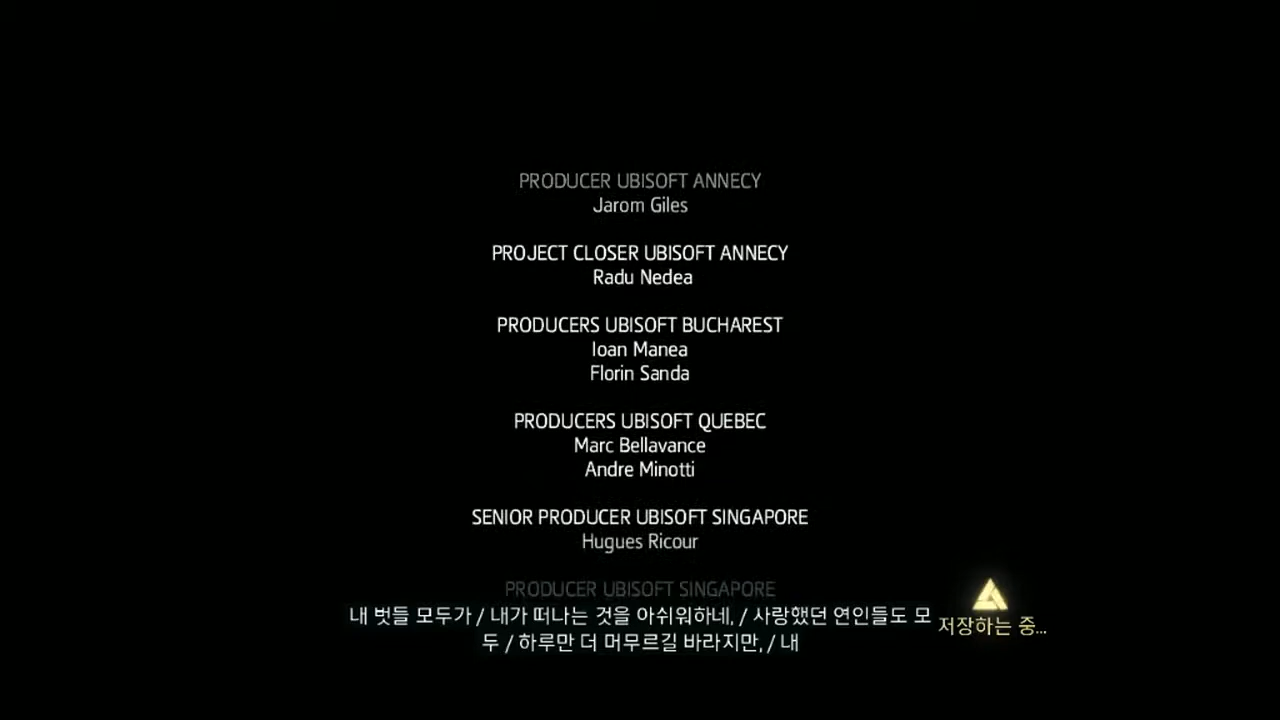 PRODUCER UBISOFT ANNECY
Jarom Giles
PROJECT CLOSER UBISOFT ANNECY
Radu Nedea
PRODUCERS UBISOFT BUCHAREST
Ioan Manea
Florin Sanda
PRODUCERS UBISOFT QUEBEC
Marc Bellavance
Andre Minotti
SENIOR PRODUCER UBISOFT SINGAPORE
Hugues Ricour
PRODUCER UBISOFT SINGAPORE
내 벗들 모두가 / 내가 떠나는 것을 아쉬워하네, / 사랑했던 연인들도 모
두 / 하루만 더 머무르길 바라지만, / 내
저장하는 중...